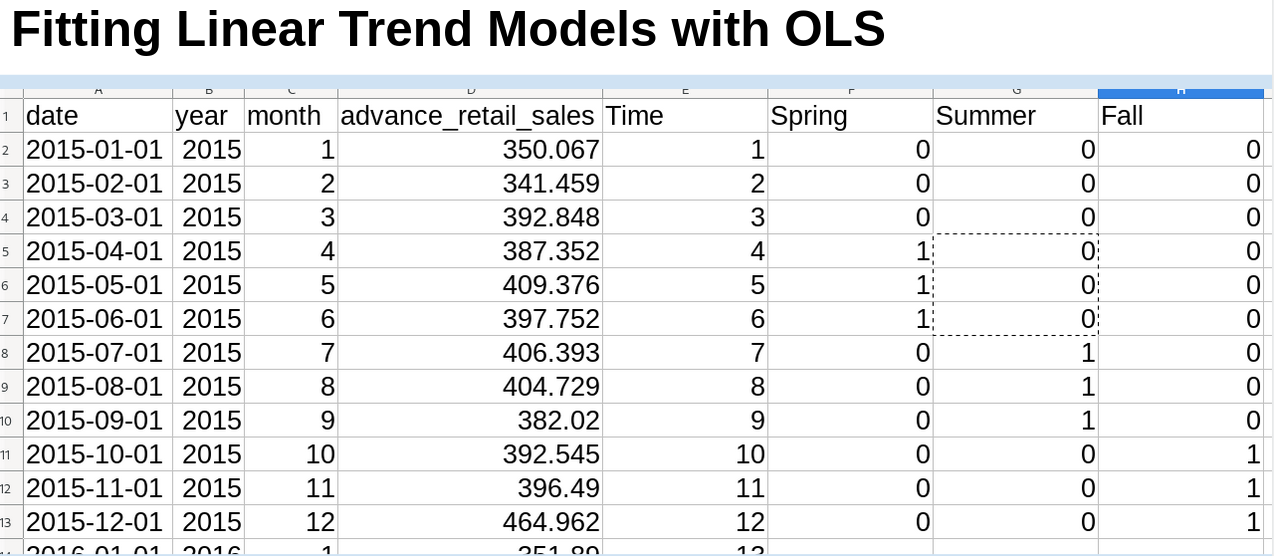 Fitting Linear Trend Models with OLS
A B C D E F G H
1 date year month advance_retail_sales Time Spring Summer Fall
2 2015-01-01 2015 1 350.067 1 0 0 0
3 2015-02-01 2015 2 341.459 2 0 0 0
4 2015-03-01 2015 3 392.848 3 0 0 0
5 2015-04-01 2015 4 387.352 4 1 0 0
6 2015-05-01 2015 5 409.376 5 1 0 0
7 2015-06-01 2015 6 397.752 6 1 0 0
8 2015-07-01 2015 7 406.393 7 0 1 0
9 2015-08-01 2015 8 404.729 8 0 1 0
10 2015-09-01 2015 9 382.02 9 0 1 0
11 2015-10-01 2015 10 392.545 10 0 0 1
12 2015-11-01 2015 11 396.49 11 0 0 1
13 2015-12-01 2015 12 464.962 12 0 0 1
14 2016-01-01 2016 1 351.89 13